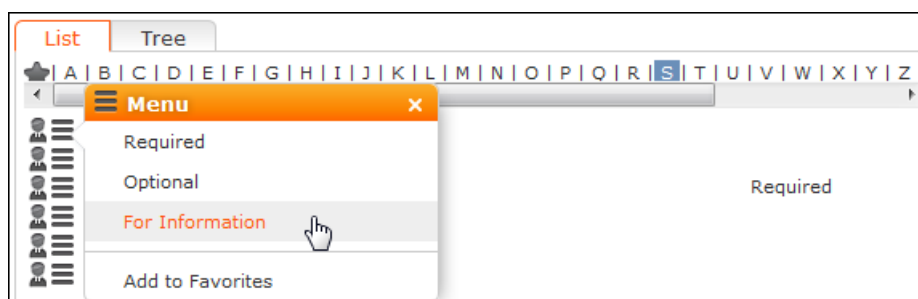 List Tree
| A | B | C | D | E | F | G | H | I | J | K | L | M | N | O | P | Q | R | S | T | U | V | W | X | Y | Z
Menu
Required
Optional
Required
For Information
Add to Favorites